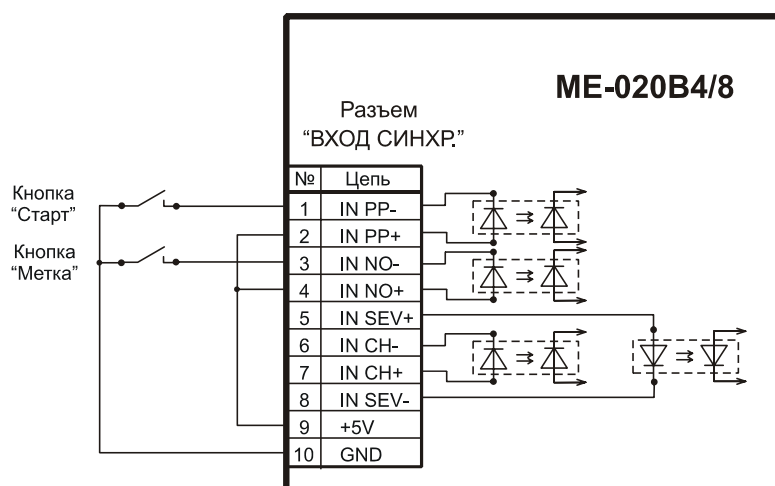 ME-020B4/8
Разъем
“ВХОД СИНХР.”
№ Цепь
1 IN PP-
2 IN PP+
3 IN NO-
4 IN NO+
5 IN SEV+
6 IN CH-
7 IN CH+
8 IN SEV-
9 +5V
10 GND
Кнопка
“Старт”
Кнопка
“Метка”